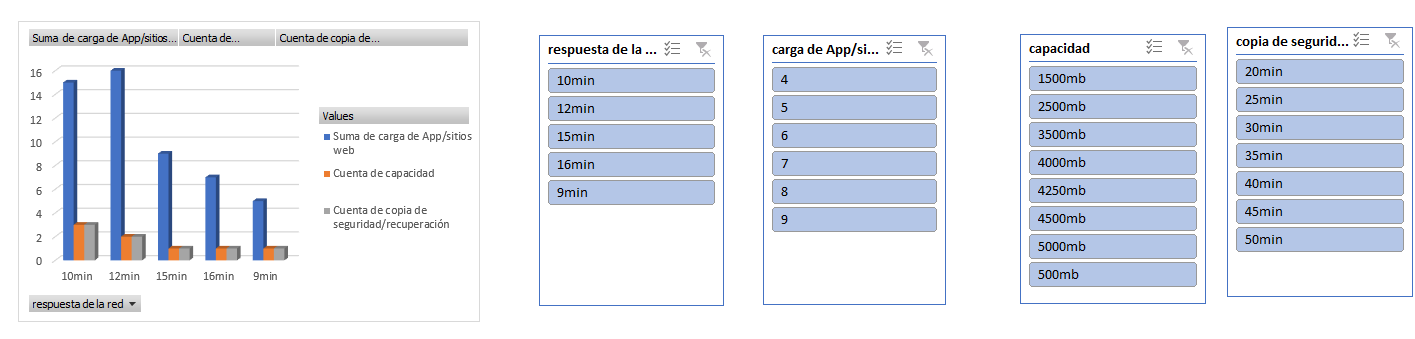 Suma de carga de App/sitios... Cuenta de... Cuenta de copia de...
16
14
12
10
8
6
4
2
0
10min 12min 15min 16min 9min
Values
Suma de carga de App/sitios
web
Cuenta de capacidad
Cuenta de copia de
seguridad/recuperación
respuesta de la red
respuesta de la ...
10min
12min
15min
16min
9min
carga de App/si...
4
5
6
7
8
9
capacidad
1500mb
2500mb
3500mb
4000mb
4250mb
4500mb
5000mb
500mb
copia de segurid...
20min
25min
30min
35min
40min
45min
50min